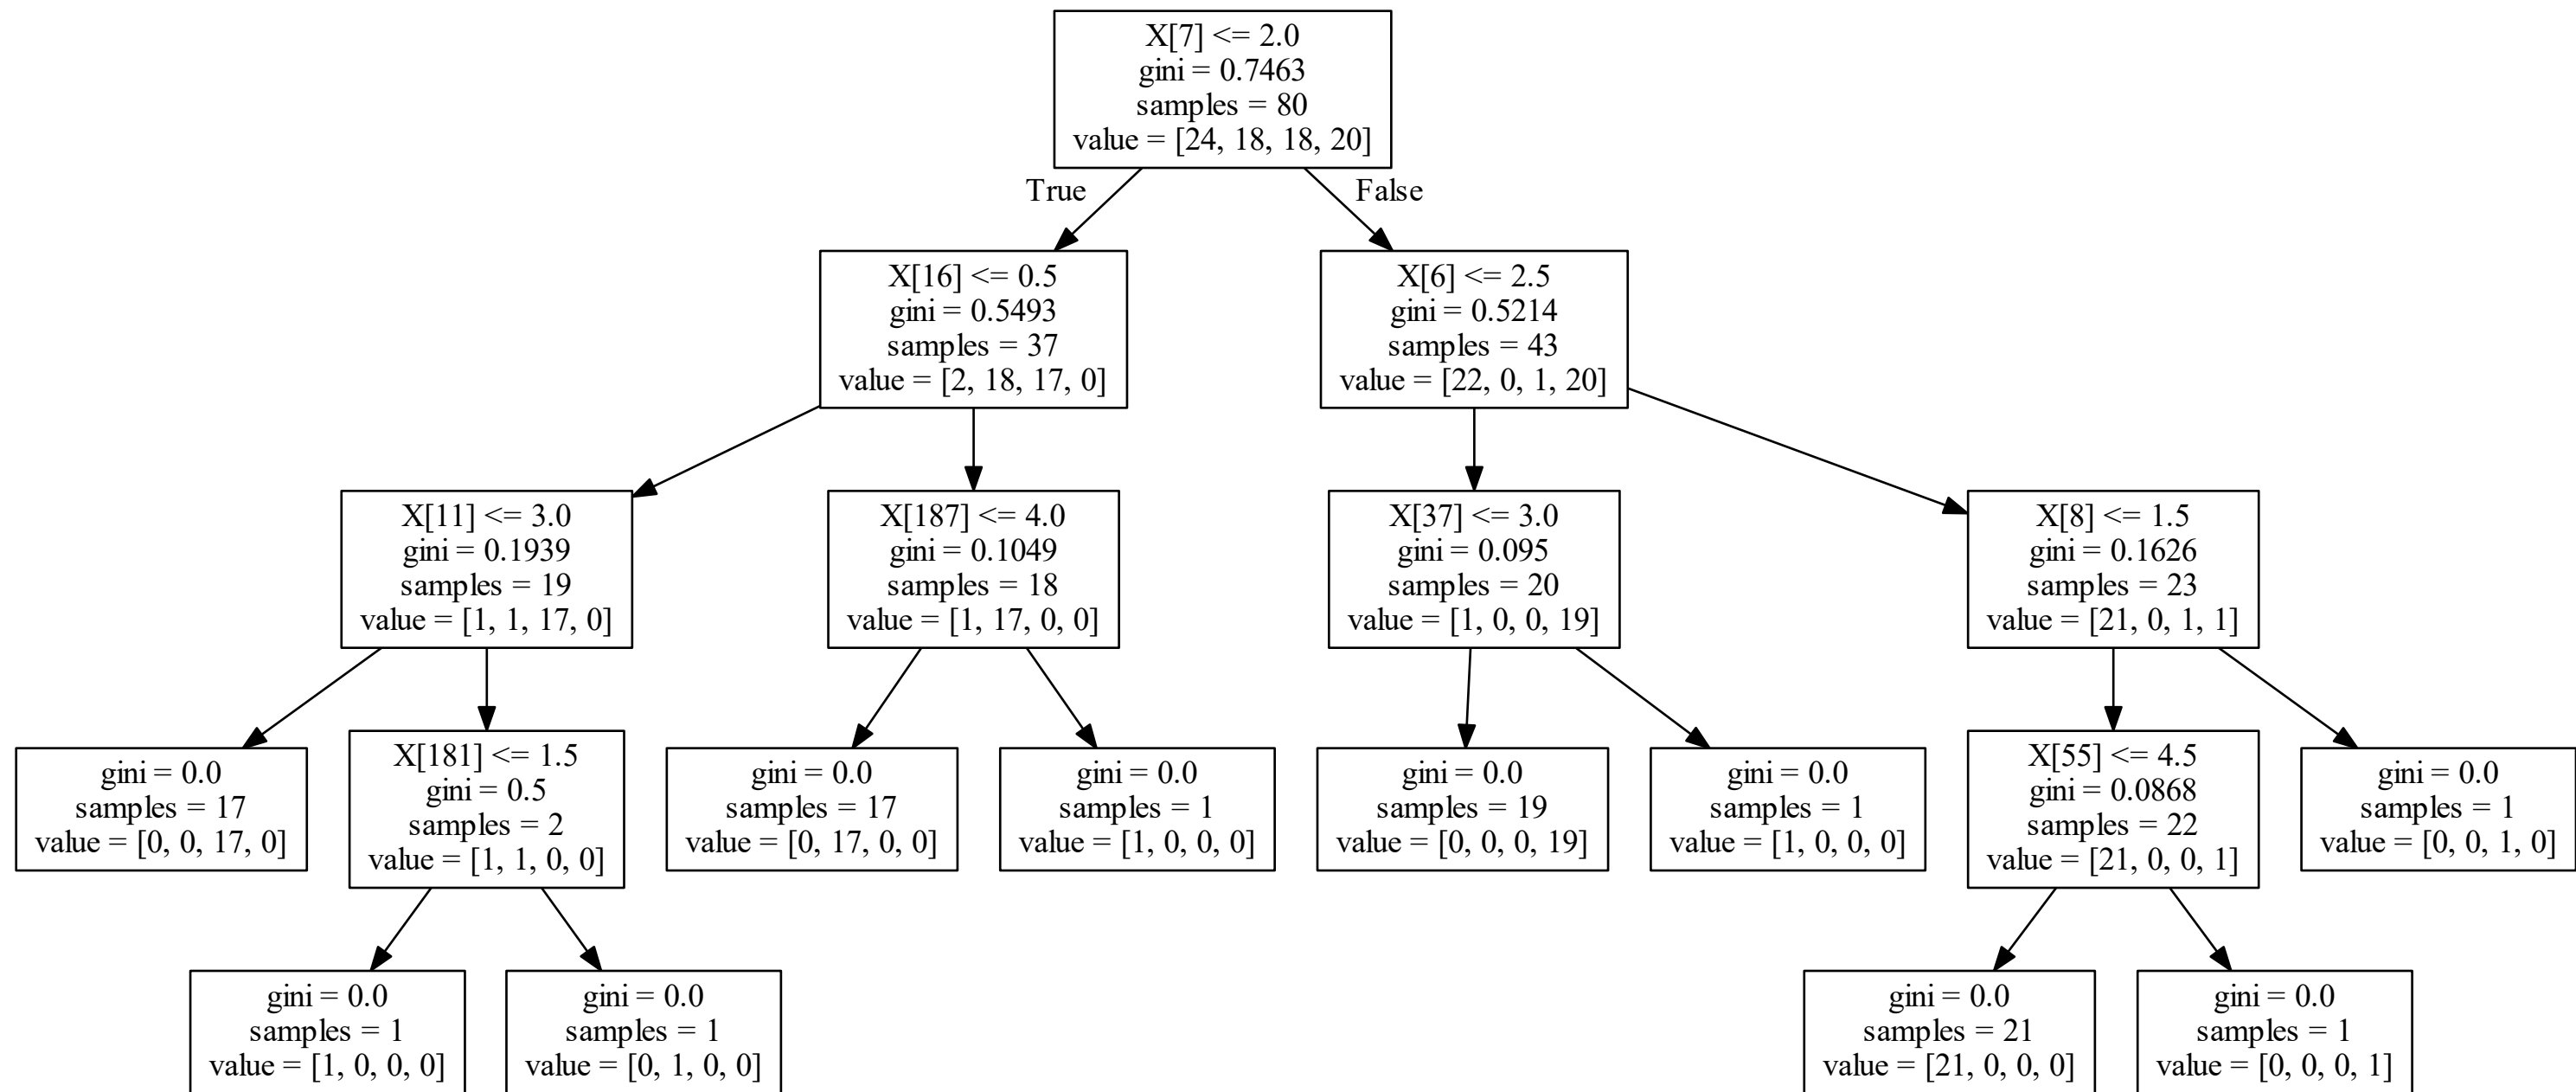 X[7] <= 2.0
gini = 0.7463
samples = 80
value = [24, 18, 18, 20]
True
False
X[16] <= 0.5
gini = 0.5493
samples = 37
value = [2, 18, 17, 0]
X[6] <= 2.5
gini = 0.5214
samples = 43
value = [22, 0, 1, 20]
X[11] <= 3.0
gini = 0.1939
samples = 19
value = [1, 1, 17, 0]
X[187] <= 4.0
gini = 0.1049
samples = 18
value = [1, 17, 0, 0]
X[37] <= 3.0
gini = 0.095
samples = 20
value = [1, 0, 0, 19]
X[8] <= 1.5
gini = 0.1626
samples = 23
value = [21, 0, 1, 1]
gini = 0.0
samples = 17
value = [0, 0, 17, 0]
X[181] <= 1.5
gini = 0.5
samples = 2
value = [1, 1, 0, 0]
gini = 0.0
samples = 17
value = [0, 17, 0, 0]
gini = 0.0
samples = 1
value = [1, 0, 0, 0]
gini = 0.0
samples = 19
value = [0, 0, 0, 19]
gini = 0.0
samples = 1
value = [1, 0, 0, 0]
X[55] <= 4.5
gini = 0.0868
samples = 22
value = [21, 0, 0, 1]
gini = 0.0
samples = 1
value = [0, 0, 1, 0]
gini = 0.0
samples = 1
value = [1, 0, 0, 0]
gini = 0.0
samples = 1
value = [0, 1, 0, 0]
gini = 0.0
samples = 21
value = [21, 0, 0, 0]
gini = 0.0
samples = 1
value = [0, 0, 0, 1]